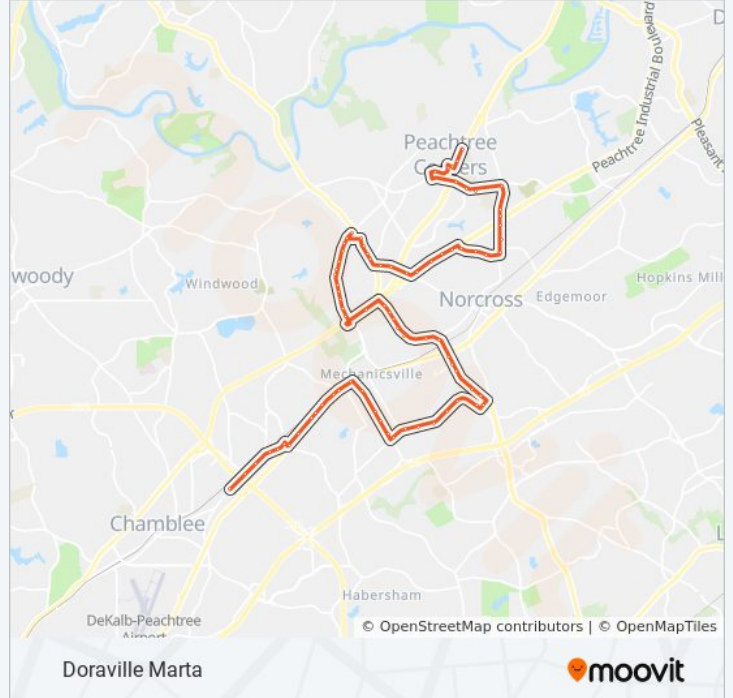 Peachtree Industrial Boulevard
Peachtree
Corners
Pleasant
woody
Windwood
Hopkins Mill
Norcross
Edgemoor
Mechanicsville
Chamblee
Habersham
DeKalb-Peachtree
Airport
© OpenStreetMap contributors | © OpenMapTiles
Doraville Marta
moovit